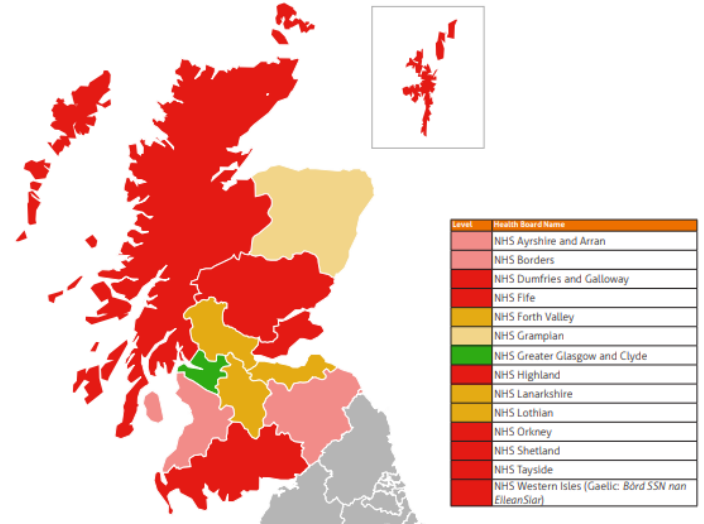 Level Health Board Name
NHS Ayrshire and Arran
NHS Borders
NHS Dumfries and Galloway
NHS Fife
NHS Forth Valley
NHS Grampian
NHS Greater Glasgow and Clyde
NHS Highland
NHS Lanarkshire
NHS Lothian
NHS Orkney
NHS Shetland
NHS Tayside
NHS Western Isles (Gaelic: Bòrd SSN nan
EileanSiar)